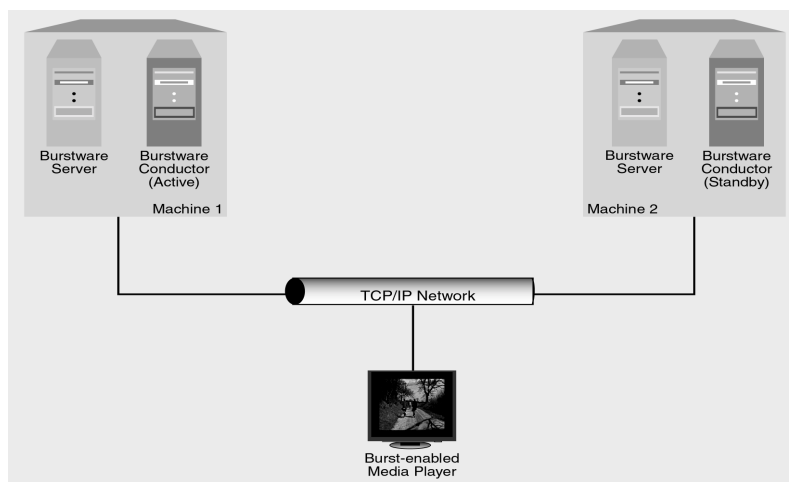 Burstware
Server
Burstware
Conductor
(Active)
Machine 1
Burstware
Server
Burstware
Conductor
(Standby)
Machine 2
TCP/IP Network
Burst-enabled
Media Player